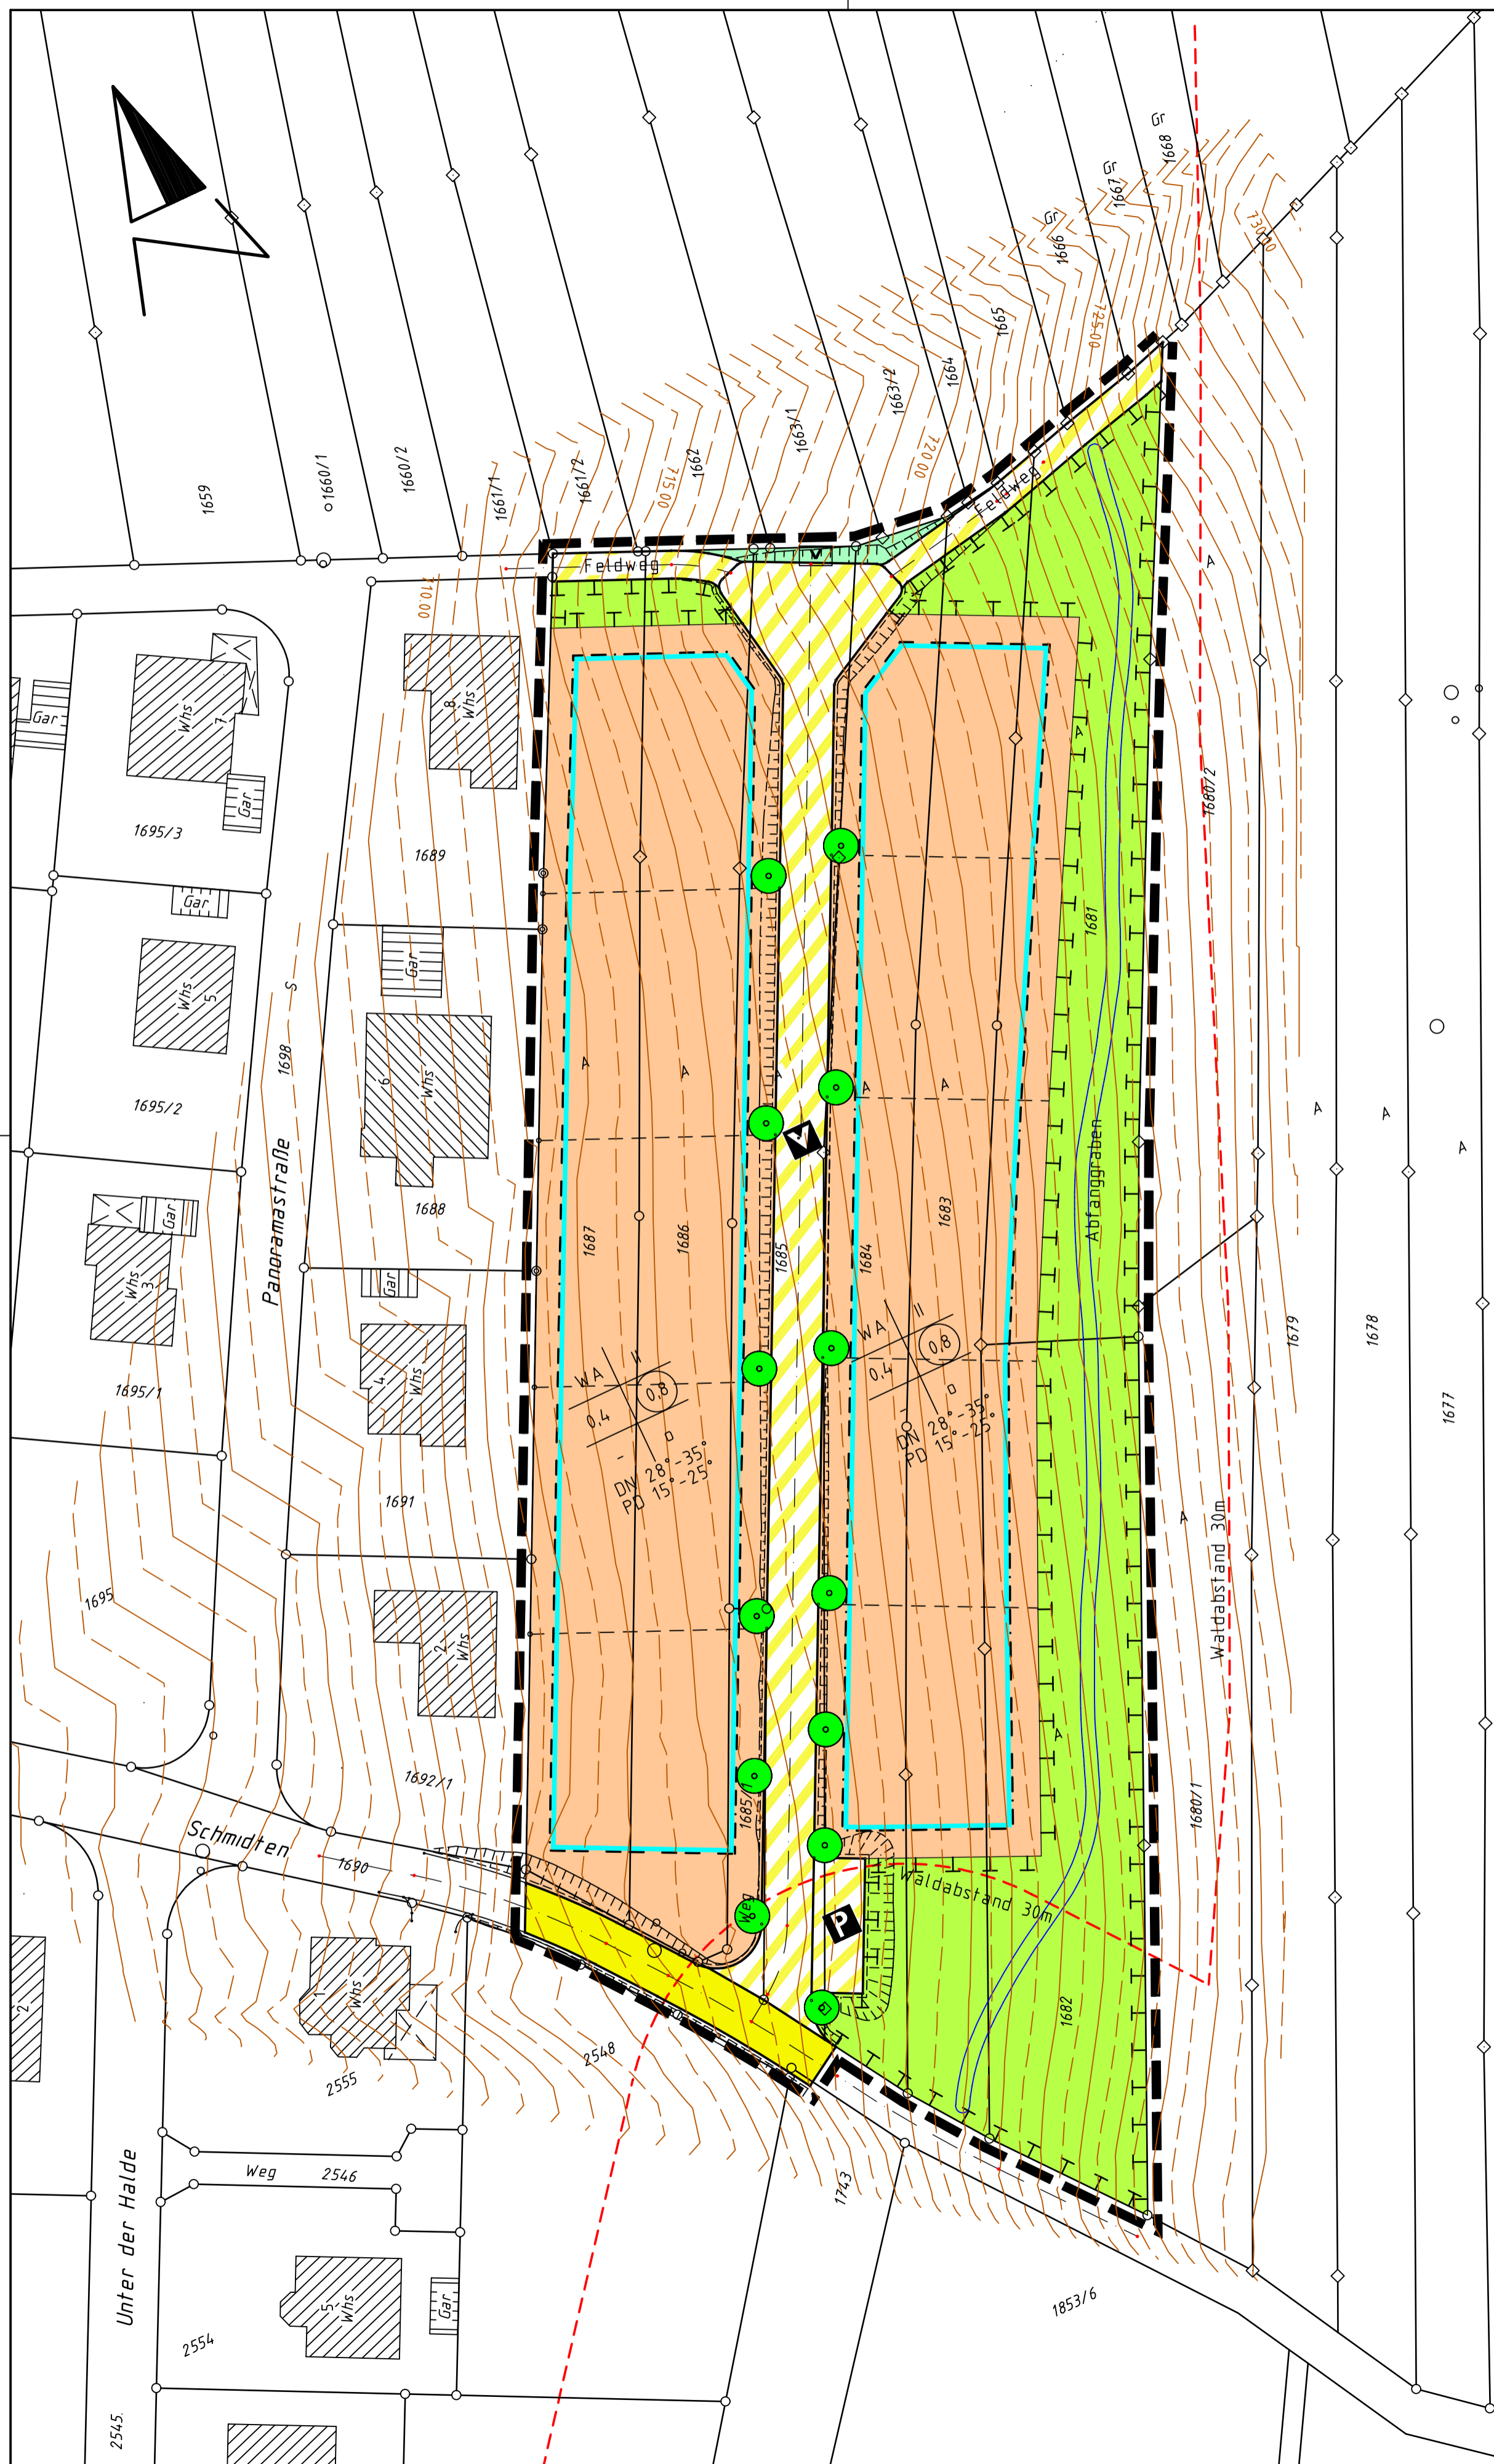 Gr
1668
Gr
1667
Gr
1666
730.00
725.00
1665
1664
1663/2
720.00
1663/1
1662
715.00
1661/2
1661/1
1660/2
1660/1
1659
Feldweg
Feldweg
V
710.00
Gar
Whs
7
Gar
8
Whs
1695/3
1689
Gar
Gar
Whs
5
S
1698
6
Whs
1695/2
Panoramastraße
1688
Gar
Gar
Whs
3
4
Whs
1695/1
1691
1695
2
Whs
1692/1
Schmidten
1690
A
A
A
A
A
A
A
A
A
A
A
A
V
1687
1686
1685
1684
1683
1681
1680/2
Abfanggraben
1679
1678
1677
WA
II
0,4
0,8
-
o
DN 28°-35°
PD 15°-25°
WA
II
0,4
0,8
-
o
DN 28°-35°
PD 15°-25°
Waldabstand 30m
1680/1
1685/1
Weg
Waldabstand 30m
P
1682
2
1
Whs
2555
2548
Weg
2546
1743
1853/6
Unter der Halde
5
Whs
Gar
2554
2545